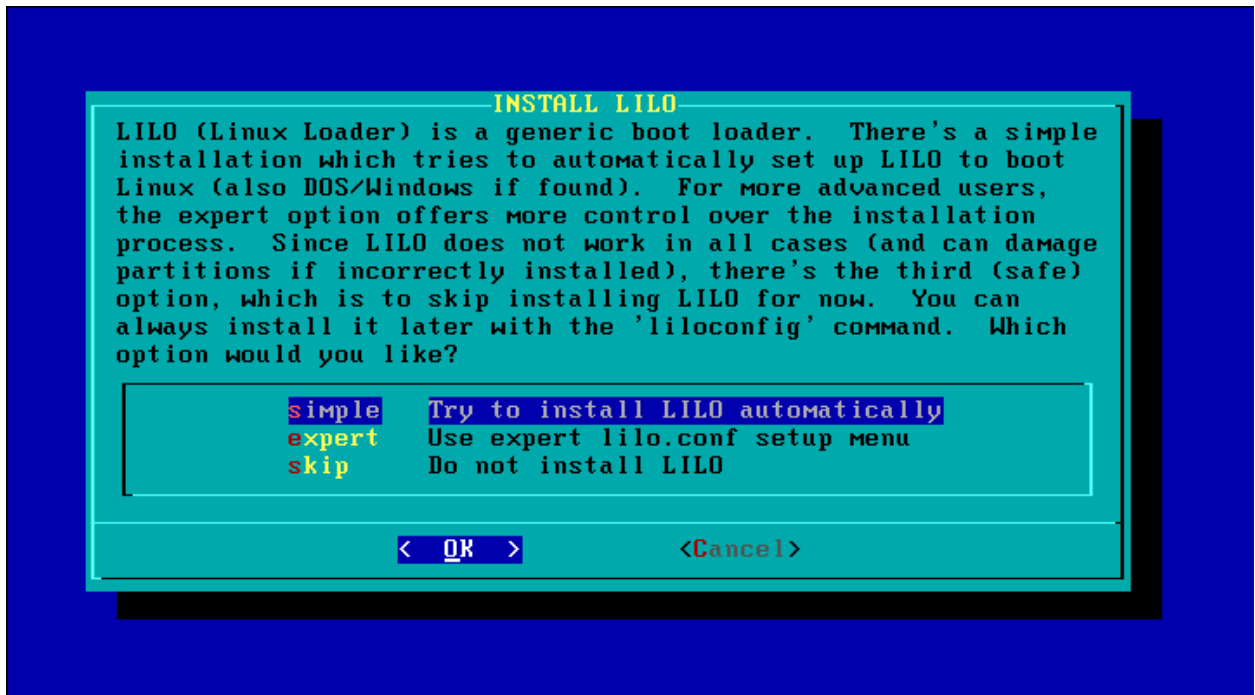 INSTALL LILO
LILO (Linux Loader) is a generic boot loader.  There's a simple
installation which tries to automatically set up LILO to boot
Linux (also DOS/Windows if found).  For more advanced users,
the expert option offers more control over the installation
process.  Since LILO does not work in all cases (and can damage
partitions if incorrectly installed), there's the third (safe)
option, which is to skip installing LILO for now.  You can
always install it later with the 'liloconfig' command.  Which
option would you like?
simple   Try to install LILO automatically
expert   Use expert lilo.conf setup menu
skip     Do not install LILO
<  OK  >          <Cancel>